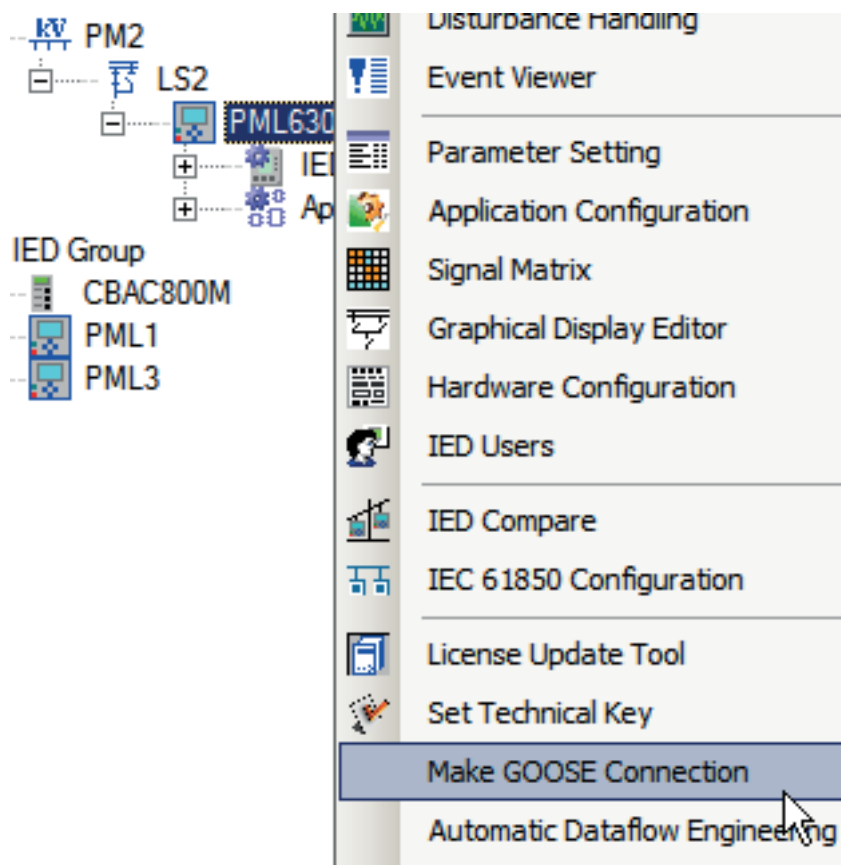 PM2
LS2
PML630
IED Group
CBAC800M
PML1
PML3
Disturbance Handling
Event Viewer
Parameter Setting
Application Configuration
Signal Matrix
Graphical Display Editor
Hardware Configuration
IED Users
IED Compare
IEC 61850 Configuration
License Update Tool
Set Technical Key
Make GOOSE Connection
Automatic Dataflow Engineering